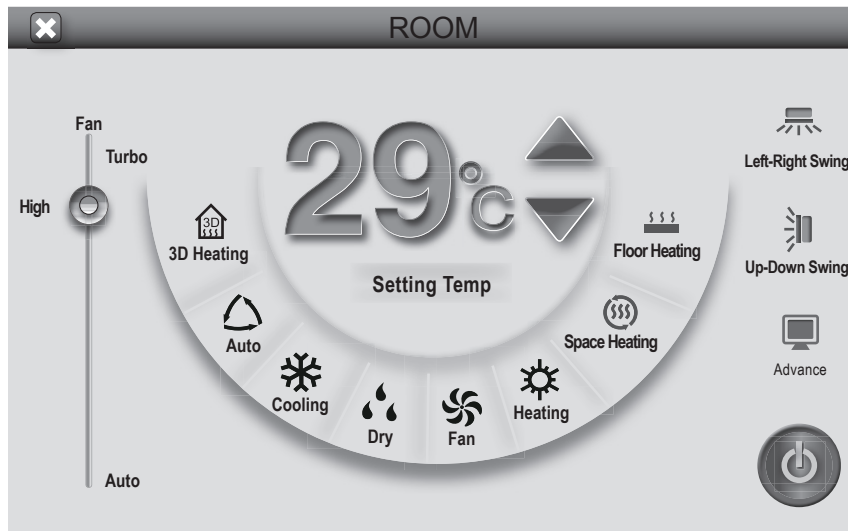 ROOM
Fan
Turbo
High
Auto
29°C
Setting Temp
3D
3D Heating
Auto
Cooling
Dry
Fan
Heating
Space Heating
Floor Heating
Left-Right Swing
Up-Down Swing
Advance